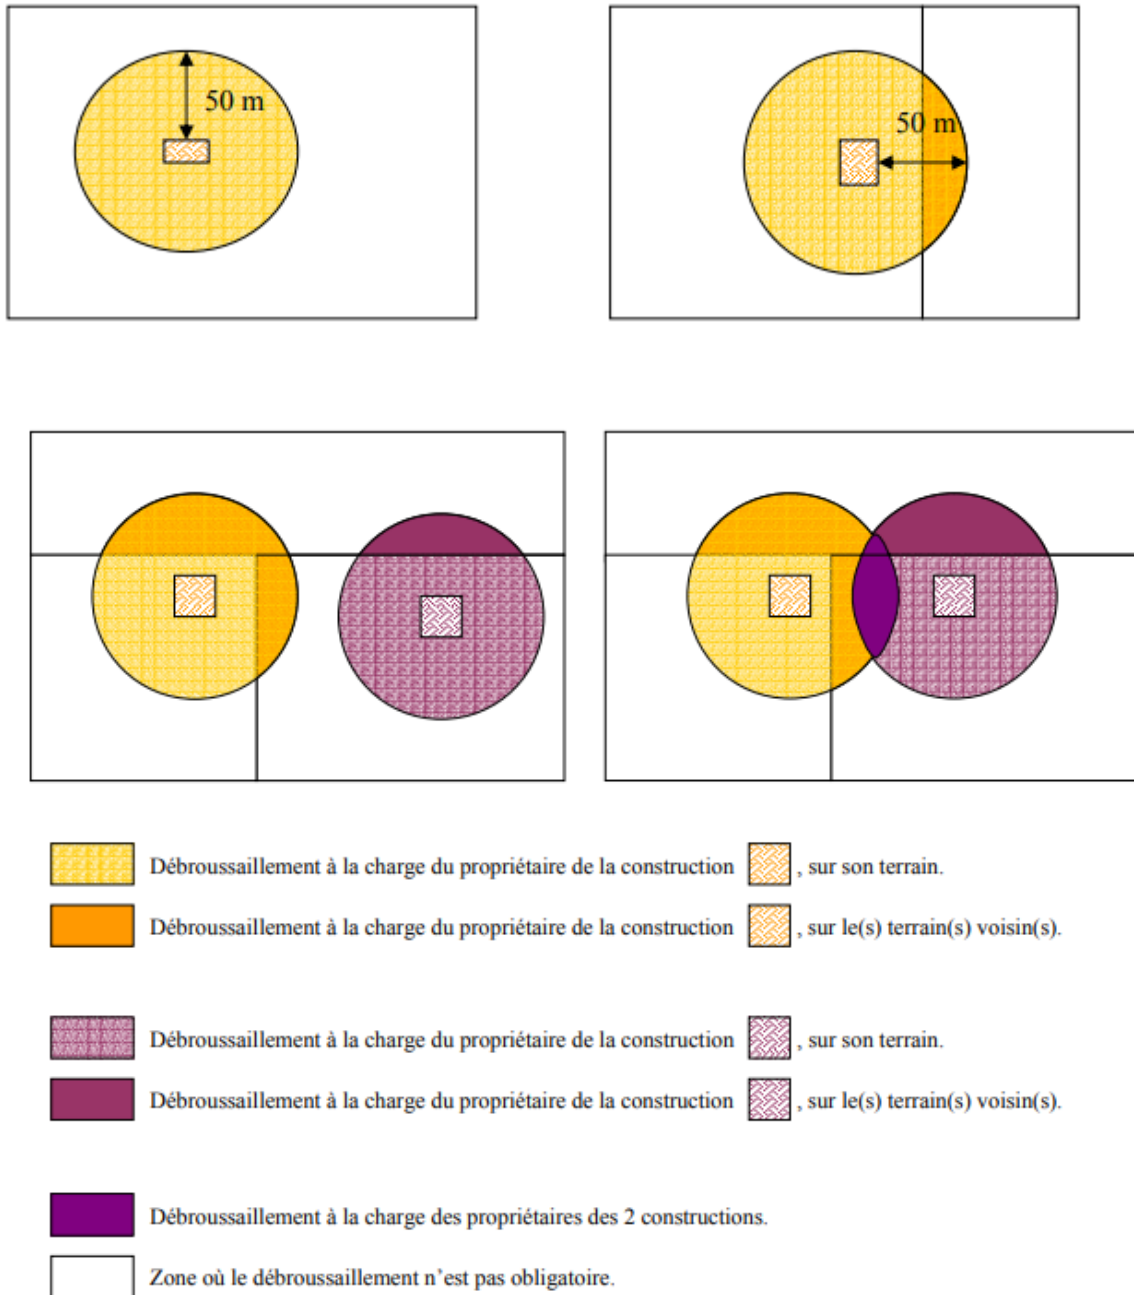 50 m
50 m
Débroussaillement à la charge du propriétaire de la construction , sur son terrain.
Débroussaillement à la charge du propriétaire de la construction , sur le(s) terrain(s) voisin(s).
Débroussaillement à la charge du propriétaire de la construction , sur son terrain.
Débroussaillement à la charge du propriétaire de la construction , sur le(s) terrain(s) voisin(s).
Débroussaillement à la charge des propriétaires des 2 constructions.
Zone où le débroussaillement n’est pas obligatoire.